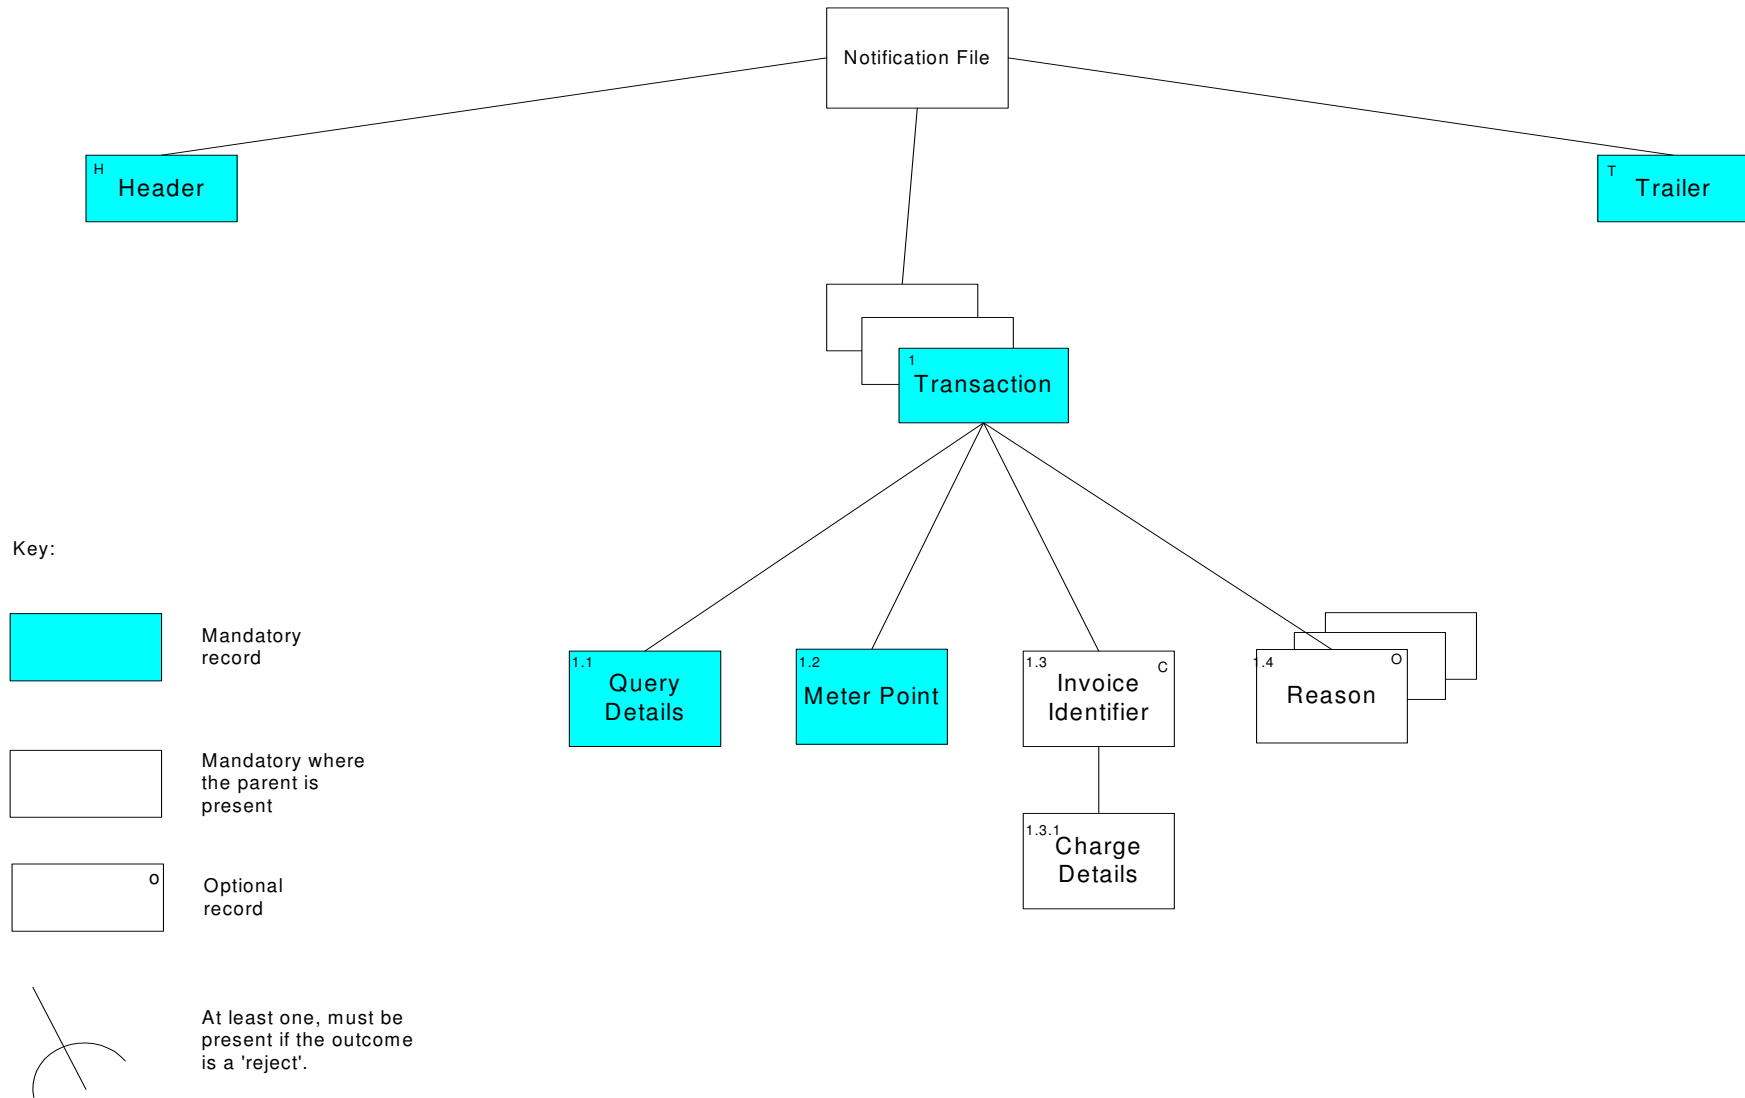 Notification File
H
Header
T
Trailer
1
Transaction
Key:
Mandatory
record
1.1
Query
Details
1.2
Meter Point
1.3
C
Invoice
Identifier
1.4
O
Reason
Mandatory where
the parent is
present
1.3.1
Charge
Details
o
Optional
record
At least one, must be
present if the outcome
is a 'reject'.